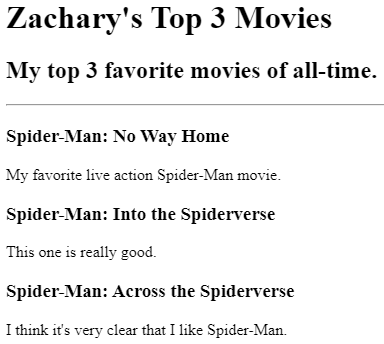 Zachary's Top 3 Movies
My top 3 favorite movies of all-time.
Spider-Man: No Way Home
My favorite live action Spider-Man movie.
Spider-Man: Into the Spiderverse
This one is really good.
Spider-Man: Across the Spiderverse
I think it's very clear that I like Spider-Man.